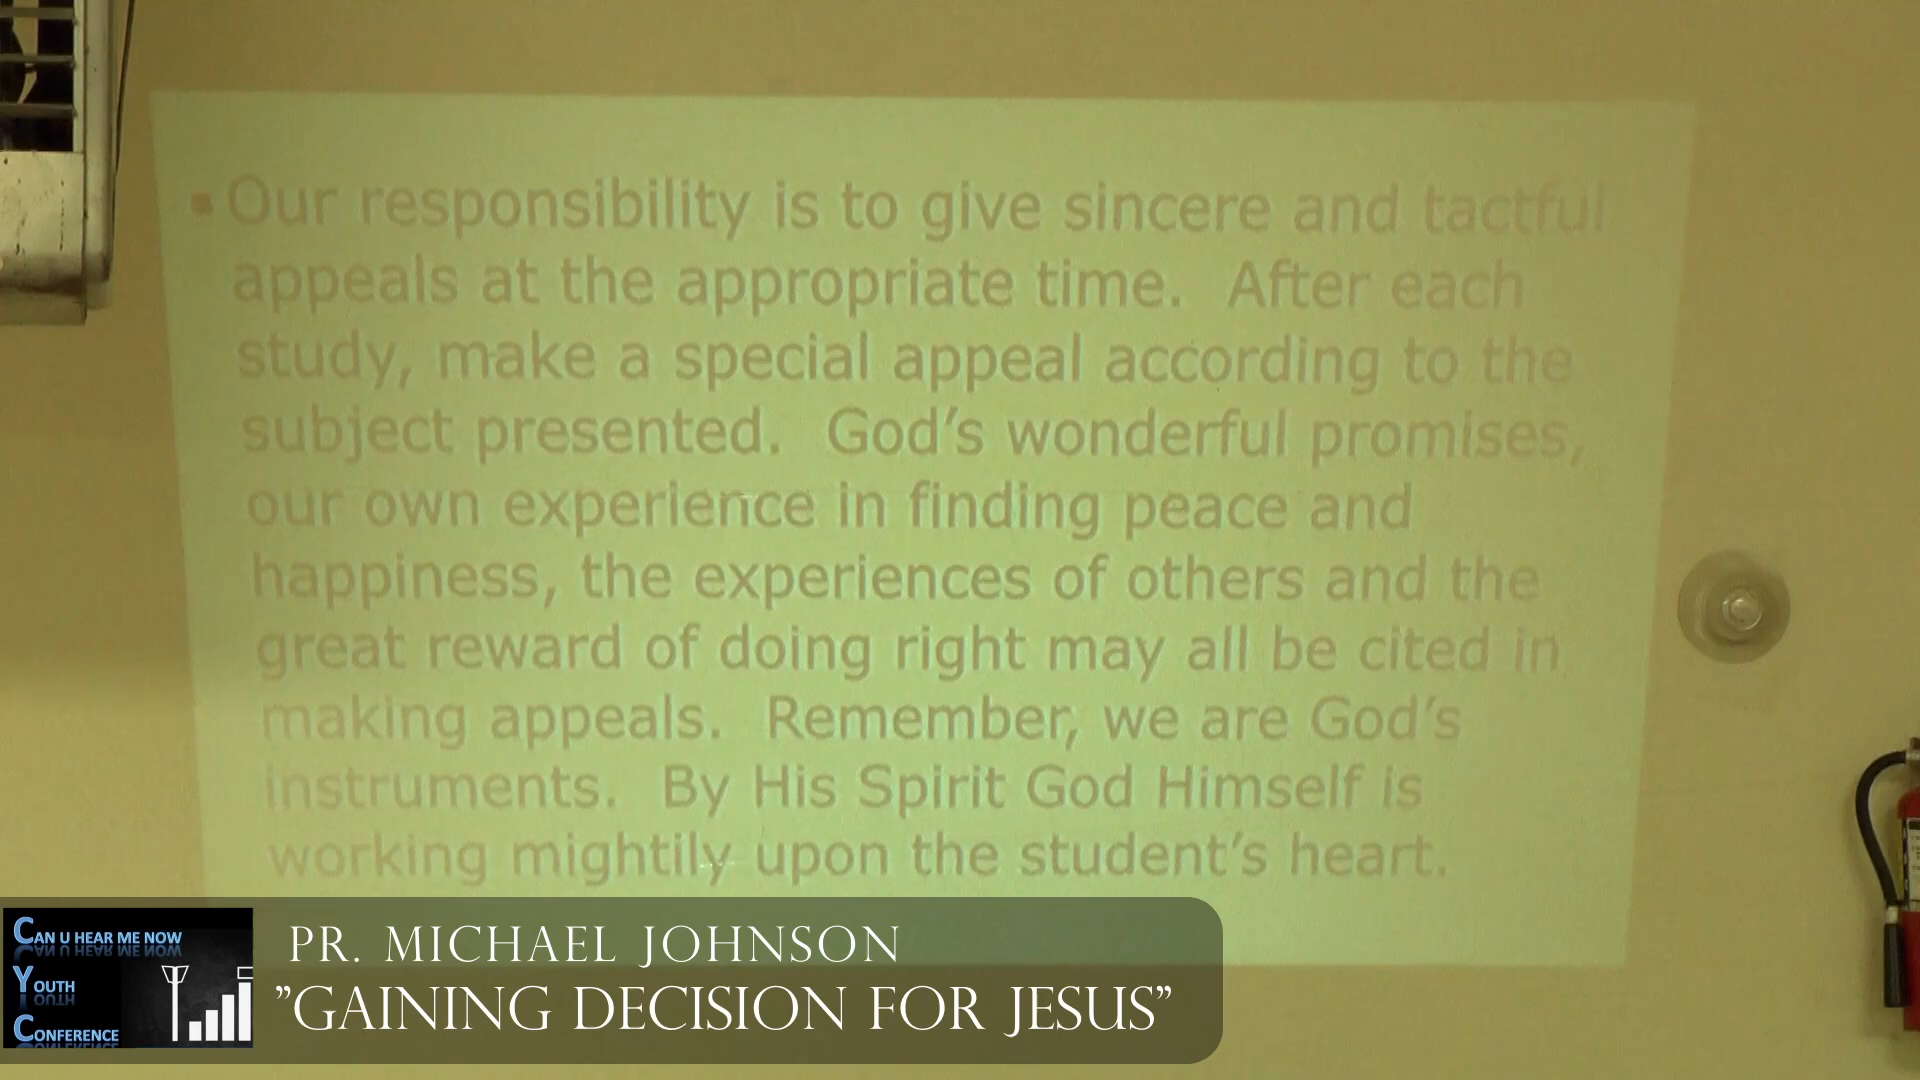 ▪ Our responsibility is to give sincere and tactful
appeals at the appropriate time. After each
study, make a special appeal according to the
subject presented. God’s wonderful promises,
our own experience in finding peace and
happiness, the experiences of others and the
great reward of doing right may all be cited in
making appeals. Remember, we are God’s
instruments. By His Spirit God Himself is
working mightily upon the student’s heart.
CAN U HEAR ME NOW
YOUTH
CONFERENCE
PR. MICHAEL JOHNSON
”GAINING DECISION FOR JESUS”